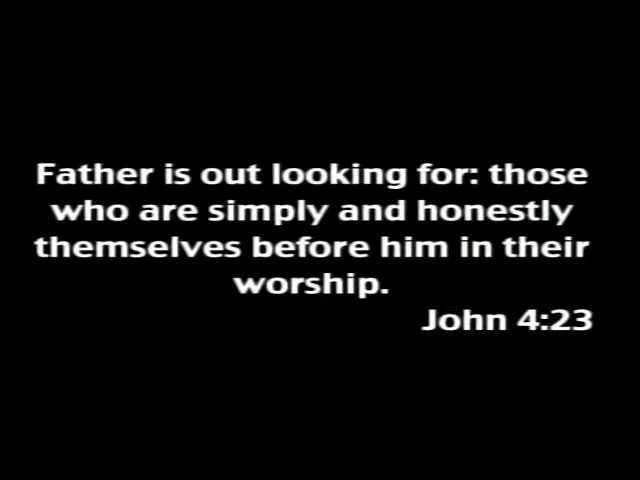 Father is out looking for: those
who are simply and honestly
themselves before him in their
worship.
John 4:23